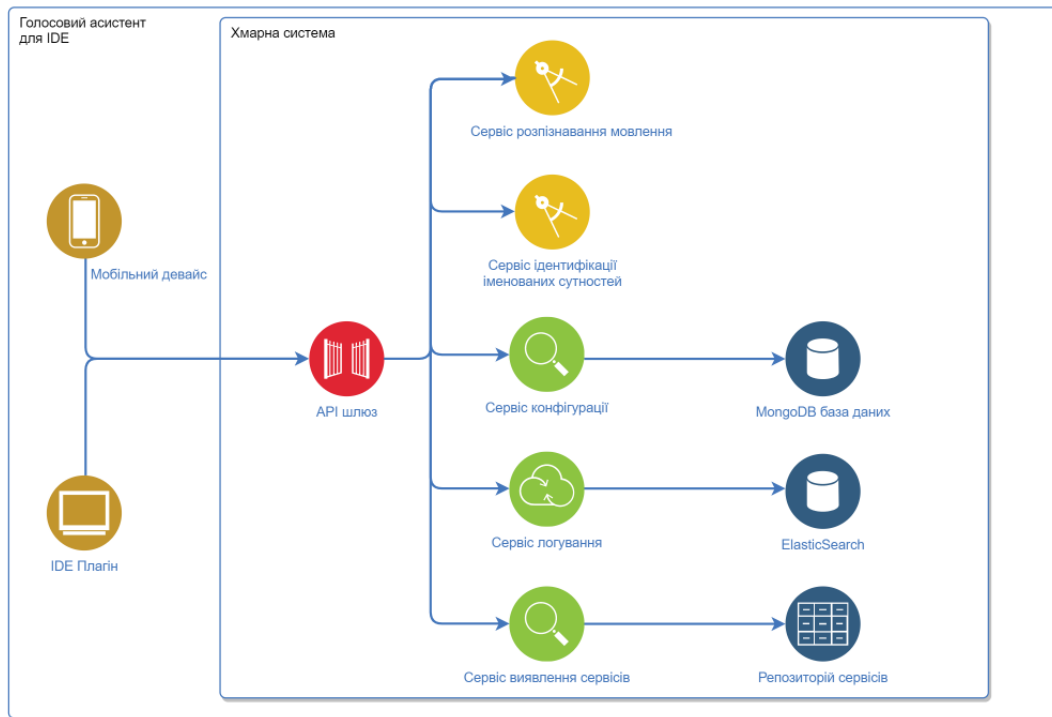 Голосовий асистент
для IDE
Хмарна система
Сервіс розпізнавання мовлення
Сервіс ідентифікації
іменованих сутностей
Мобільний девайс
API шлюз
Сервіс конфігурації
MongoDB база даних
Сервіс логування
ElasticSearch
IDE Плагін
Сервіс виявлення сервісів
Репозиторій сервісів